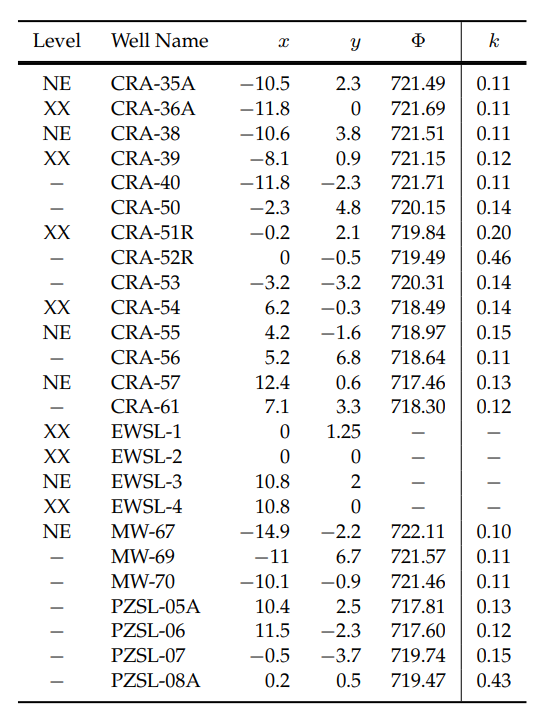 Level Well Name x y Φ k
NE CRA-35A −10.5 2.3 721.49 0.11
XX CRA-36A −11.8 0 721.69 0.11
NE CRA-38 −10.6 3.8 721.51 0.11
XX CRA-39 −8.1 0.9 721.15 0.12
– CRA-40 −11.8 −2.3 721.71 0.11
– CRA-50 −2.3 4.8 720.15 0.14
XX CRA-51R −0.2 2.1 719.84 0.20
– CRA-52R 0 −0.5 719.49 0.46
– CRA-53 −3.2 −3.2 720.31 0.14
XX CRA-54 6.2 −0.3 718.49 0.14
NE CRA-55 4.2 −1.6 718.97 0.15
– CRA-56 5.2 6.8 718.64 0.11
NE CRA-57 12.4 0.6 717.46 0.13
– CRA-61 7.1 3.3 718.30 0.12
XX EWSL-1 0 1.25 – –
XX EWSL-2 0 0 – –
NE EWSL-3 10.8 2 – –
XX EWSL-4 10.8 0 – –
NE MW-67 −14.9 −2.2 722.11 0.10
– MW-69 −11 6.7 721.57 0.11
– MW-70 −10.1 −0.9 721.46 0.11
– PZSL-05A 10.4 2.5 717.81 0.13
– PZSL-06 11.5 −2.3 717.60 0.12
– PZSL-07 −0.5 −3.7 719.74 0.15
– PZSL-08A 0.2 0.5 719.47 0.43